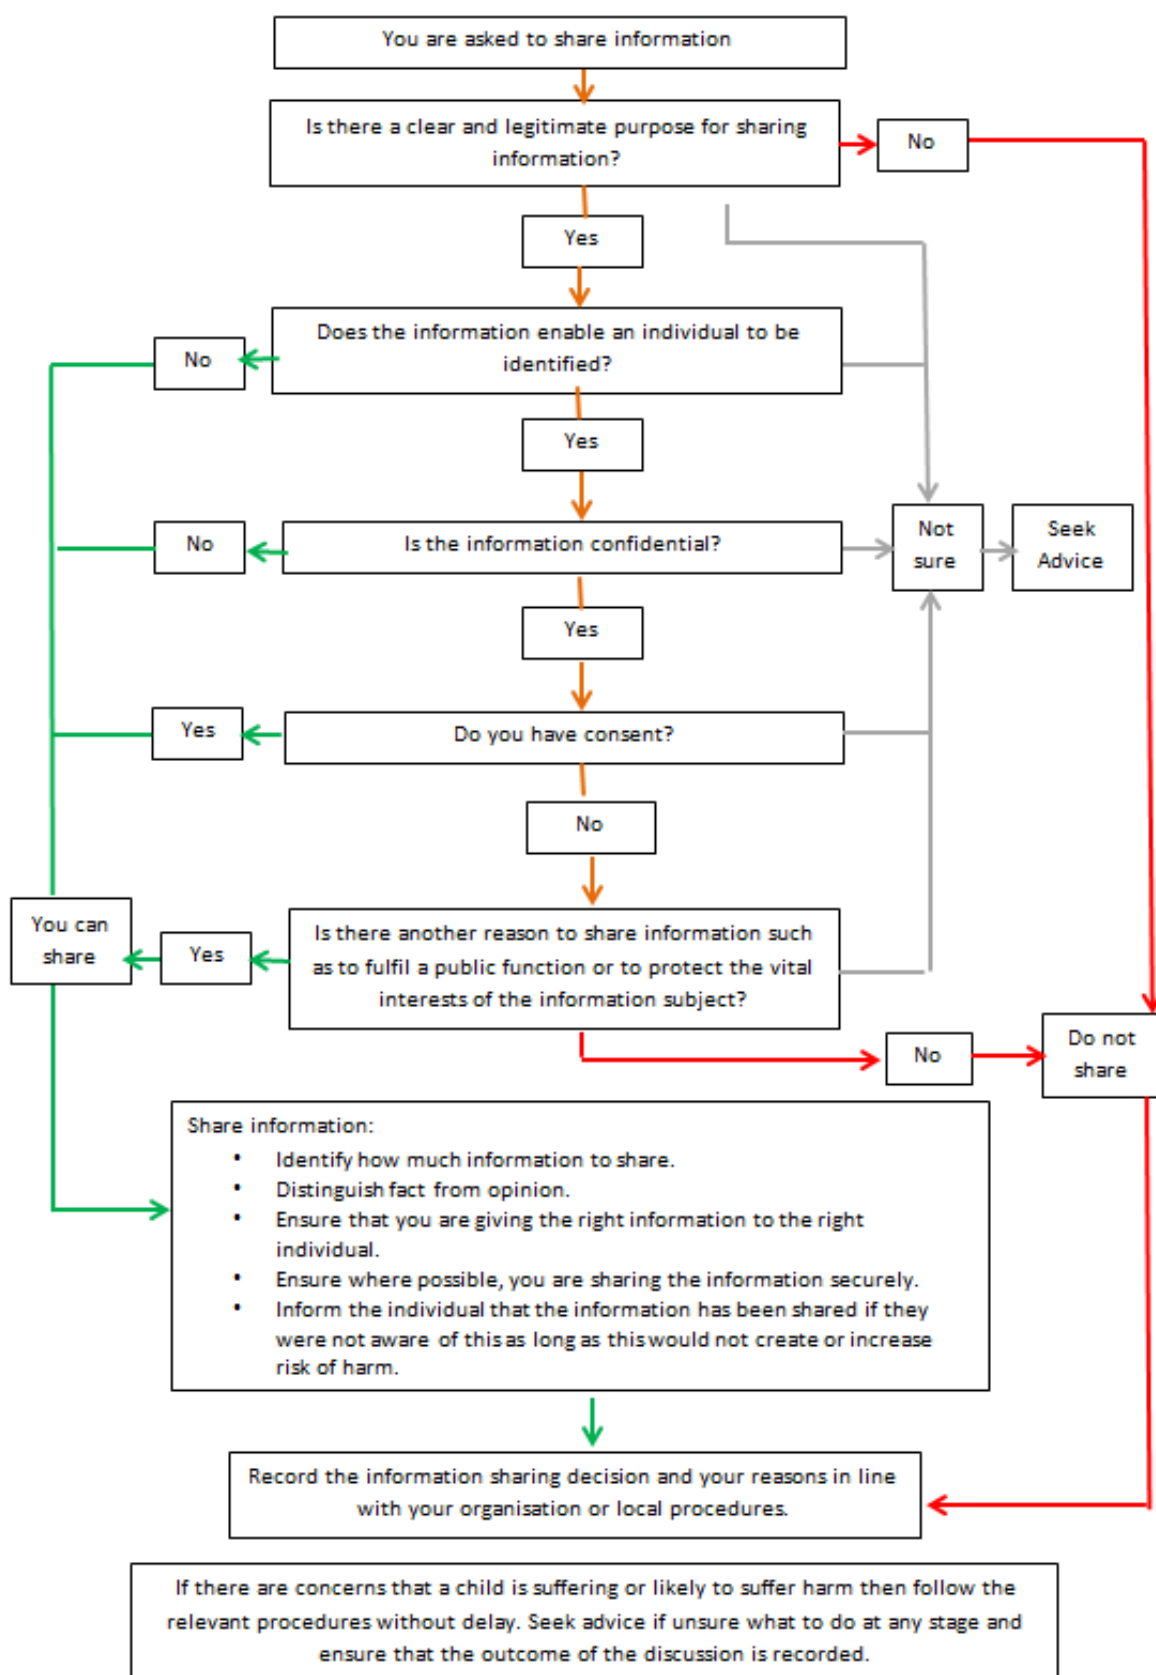 You are asked to share information
Is there a clear and legitimate purpose for sharing
information?
No
Yes
Does the information enable an individual to be
identified?
No
Yes
Is the information confidential?
No
Not
sure
Seek
Advice
Yes
Do you have consent?
Yes
No
Is there another reason to share information such
as to fulfil a public function or to protect the vital
interests of the information subject?
Yes
You can
share
No
Do not
share
Share information:
• Identify how much information to share.
• Distinguish fact from opinion.
• Ensure that you are giving the right information to the right
individual.
• Ensure where possible, you are sharing the information securely.
• Inform the individual that the information has been shared if they
were not aware of this as long as this would not create or increase
risk of harm.
Record the information sharing decision and your reasons in line
with your organisation or local procedures.
If there are concerns that a child is suffering or likely to suffer harm then follow the
relevant procedures without delay. Seek advice if unsure what to do at any stage and
ensure that the outcome of the discussion is recorded.